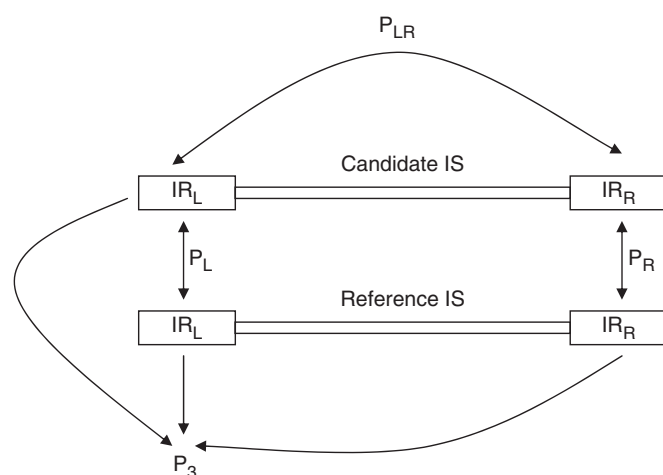 P_LR
Candidate IS
IR_L IR_R
P_L P_R
Reference IS
IR_L IR_R
P_3